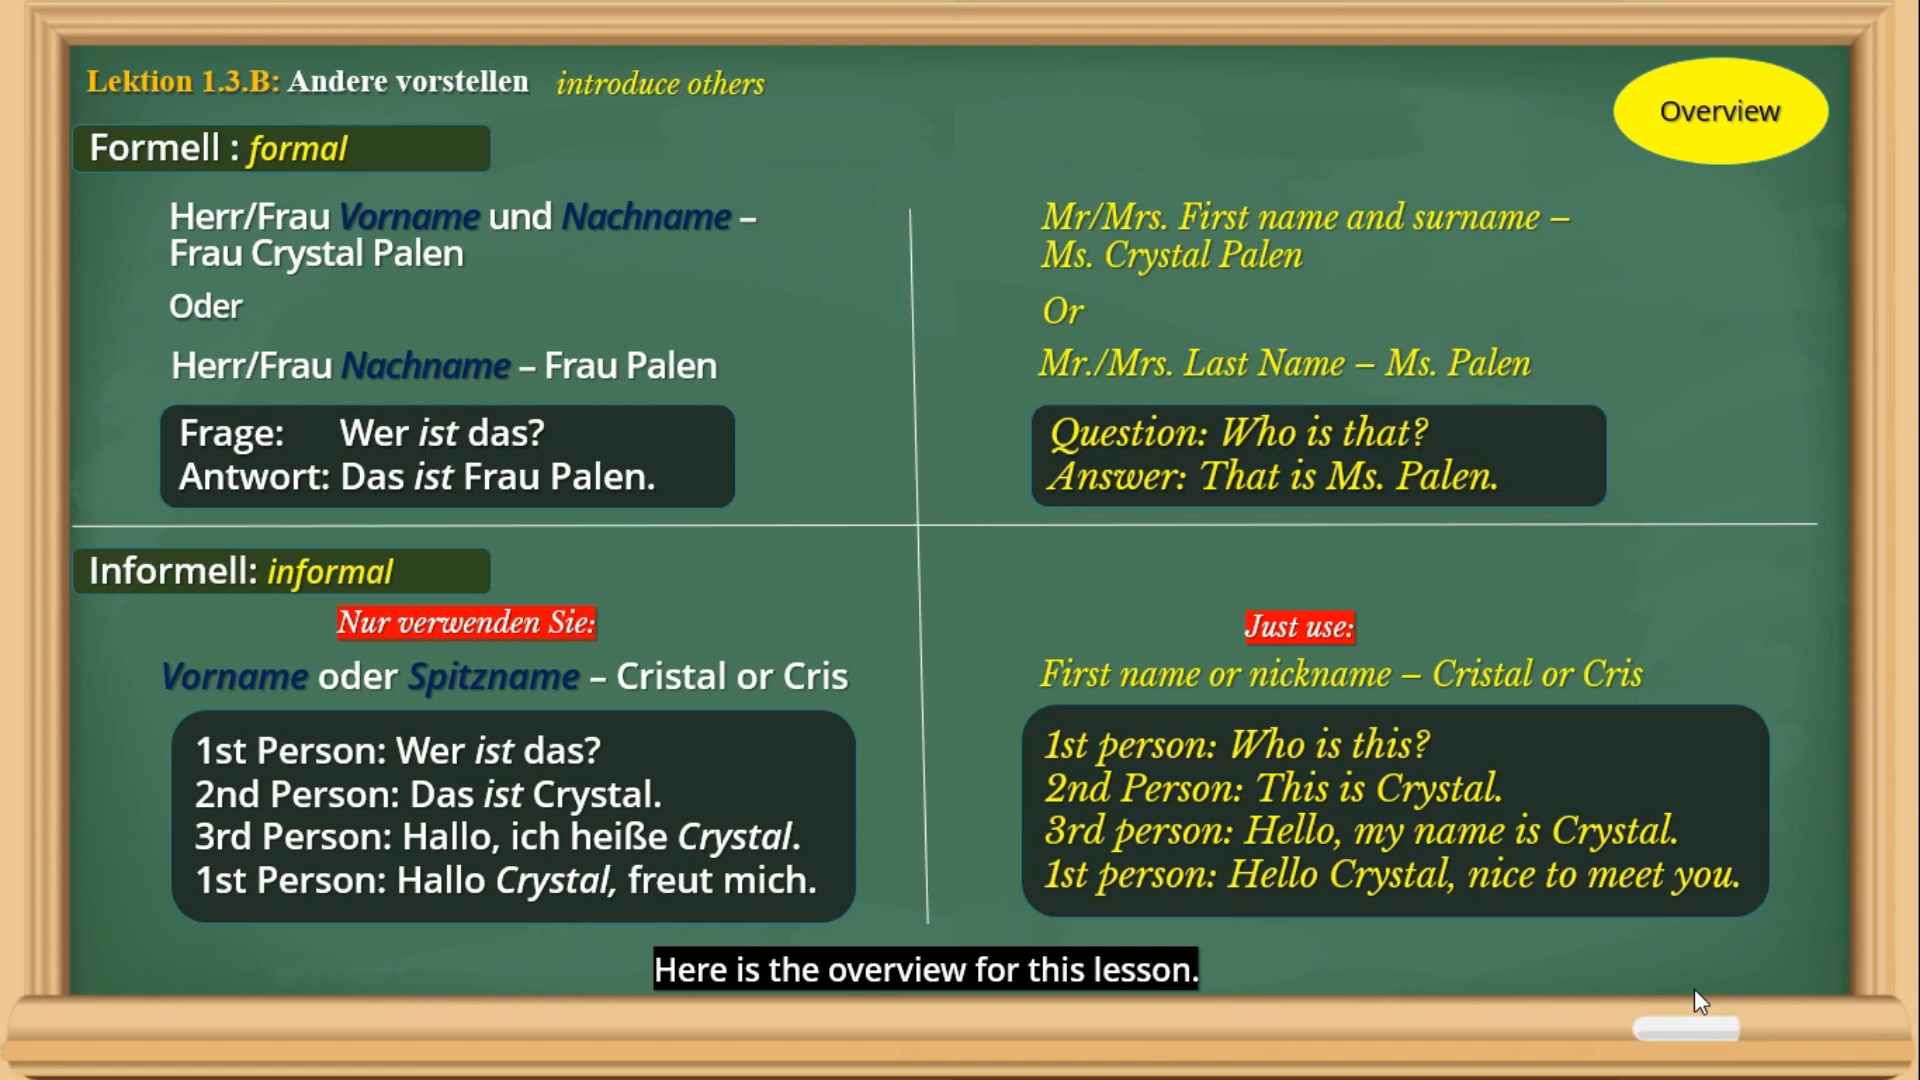 Lektion 1.3.B: Andere vorstellen introduce others
Overview
Formell : formal
Herr/Frau Vorname und Nachname –
Frau Crystal Palen
Oder
Herr/Frau Nachname – Frau Palen
Frage: Wer ist das?
Antwort: Das ist Frau Palen.
Mr/Mrs. First name and surname –
Ms. Crystal Palen
Or
Mr./Mrs. Last Name – Ms. Palen
Question: Who is that?
Answer: That is Ms. Palen.
Informell: informal
Nur verwenden Sie:
Vorname oder Spitzname – Cristal or Cris
1st Person: Wer ist das?
2nd Person: Das ist Crystal.
3rd Person: Hallo, ich heiße Crystal.
1st Person: Hallo Crystal, freut mich.
Just use:
First name or nickname – Cristal or Cris
1st person: Who is this?
2nd Person: This is Crystal.
3rd person: Hello, my name is Crystal.
1st person: Hello Crystal, nice to meet you.
Here is the overview for this lesson.